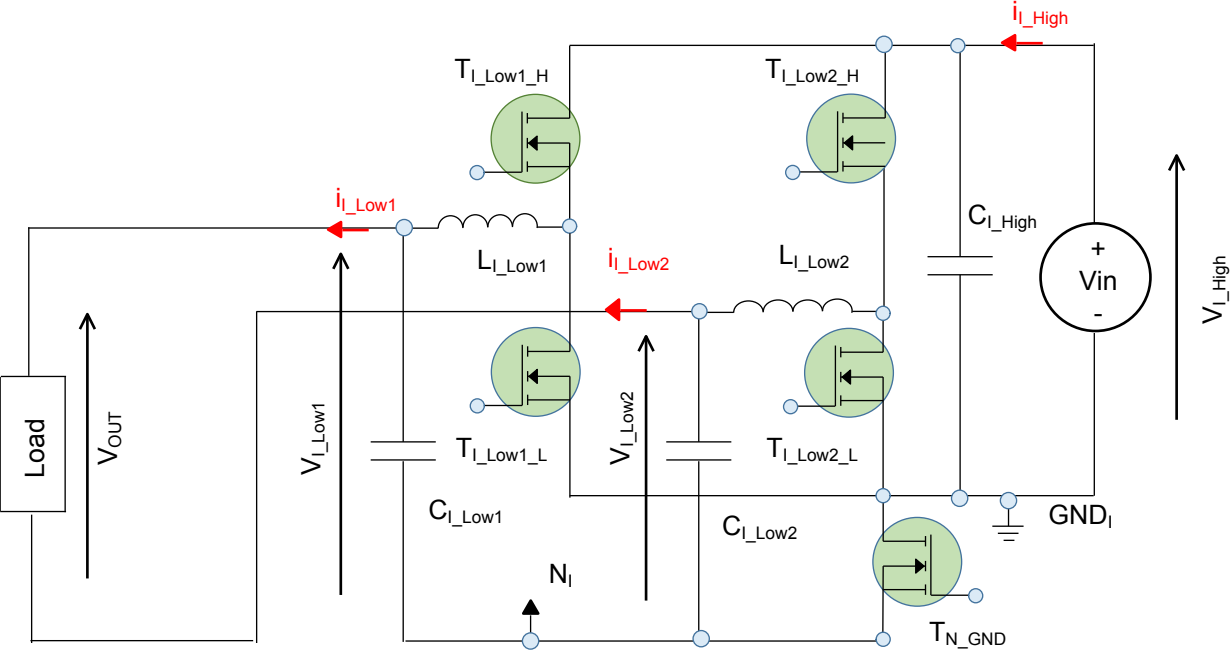 i_I_High
T_I_Low1_H
T_I_Low2_H
i_I_Low1
C_I_High
L_I_Low1
i_I_Low2
L_I_Low2
+
Vin
-
V_I_High
Load
V_OUT
V_I_Low1
T_I_Low1_L
V_I_Low2
T_I_Low2_L
C_I_Low1
C_I_Low2
GND_I
N_I
T_N_GND